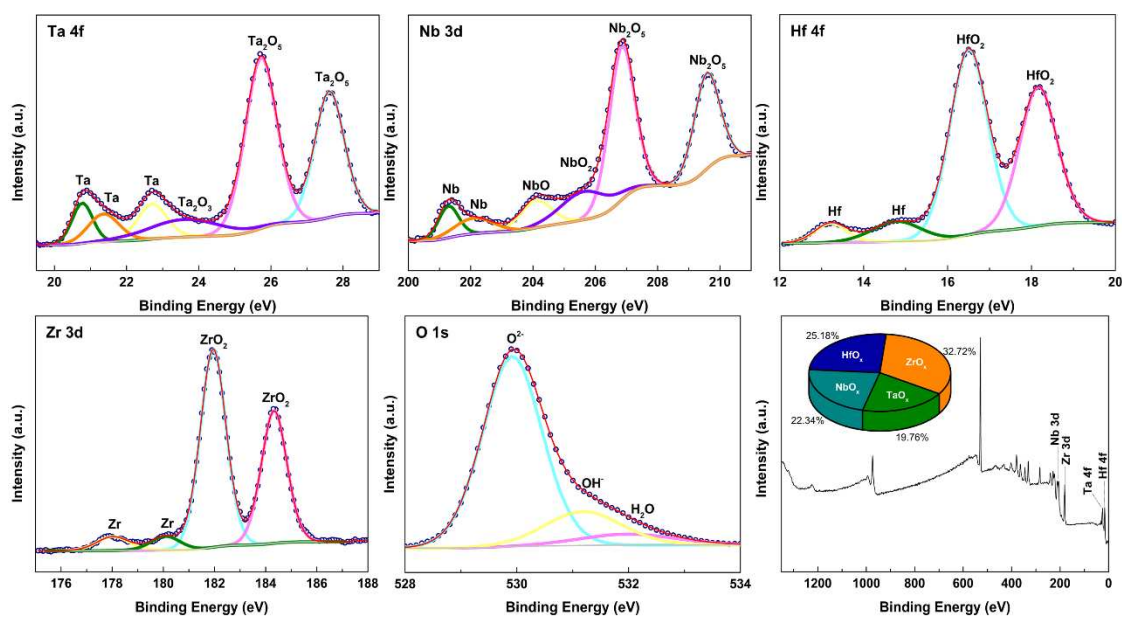 Ta 4f
Ta₂O₅
Ta₂O₅
Ta
Ta
Ta
Ta₂O₃
Intensity (a.u.)
20 22 24 26 28
Binding Energy (eV)
Nb 3d
Nb₂O₅
Nb₂O₅
NbO₂
NbO
Nb
Nb
Intensity (a.u.)
200 202 204 206 208 210
Binding Energy (eV)
Hf 4f
HfO₂
HfO₂
Hf
Hf
Intensity (a.u.)
12 13 14 15 16 17 18 19 20
Binding Energy (eV)
Zr 3d
ZrO₂
ZrO₂
Zr
Zr
Intensity (a.u.)
176 178 180 182 184 186 188
Binding Energy (eV)
O 1s
O²⁻
OH⁻
H₂O
Intensity (a.u.)
528 530 532 534
Binding Energy (eV)
25.18%
32.72%
HfOₓ
ZrOₓ
NbOₓ
TaOₓ
22.34%
19.76%
Nb 3d
Zr 3d
Ta 4f
Hf 4f
Intensity (a.u.)
1200 1000 800 600 400 200 0
Binding Energy (eV)